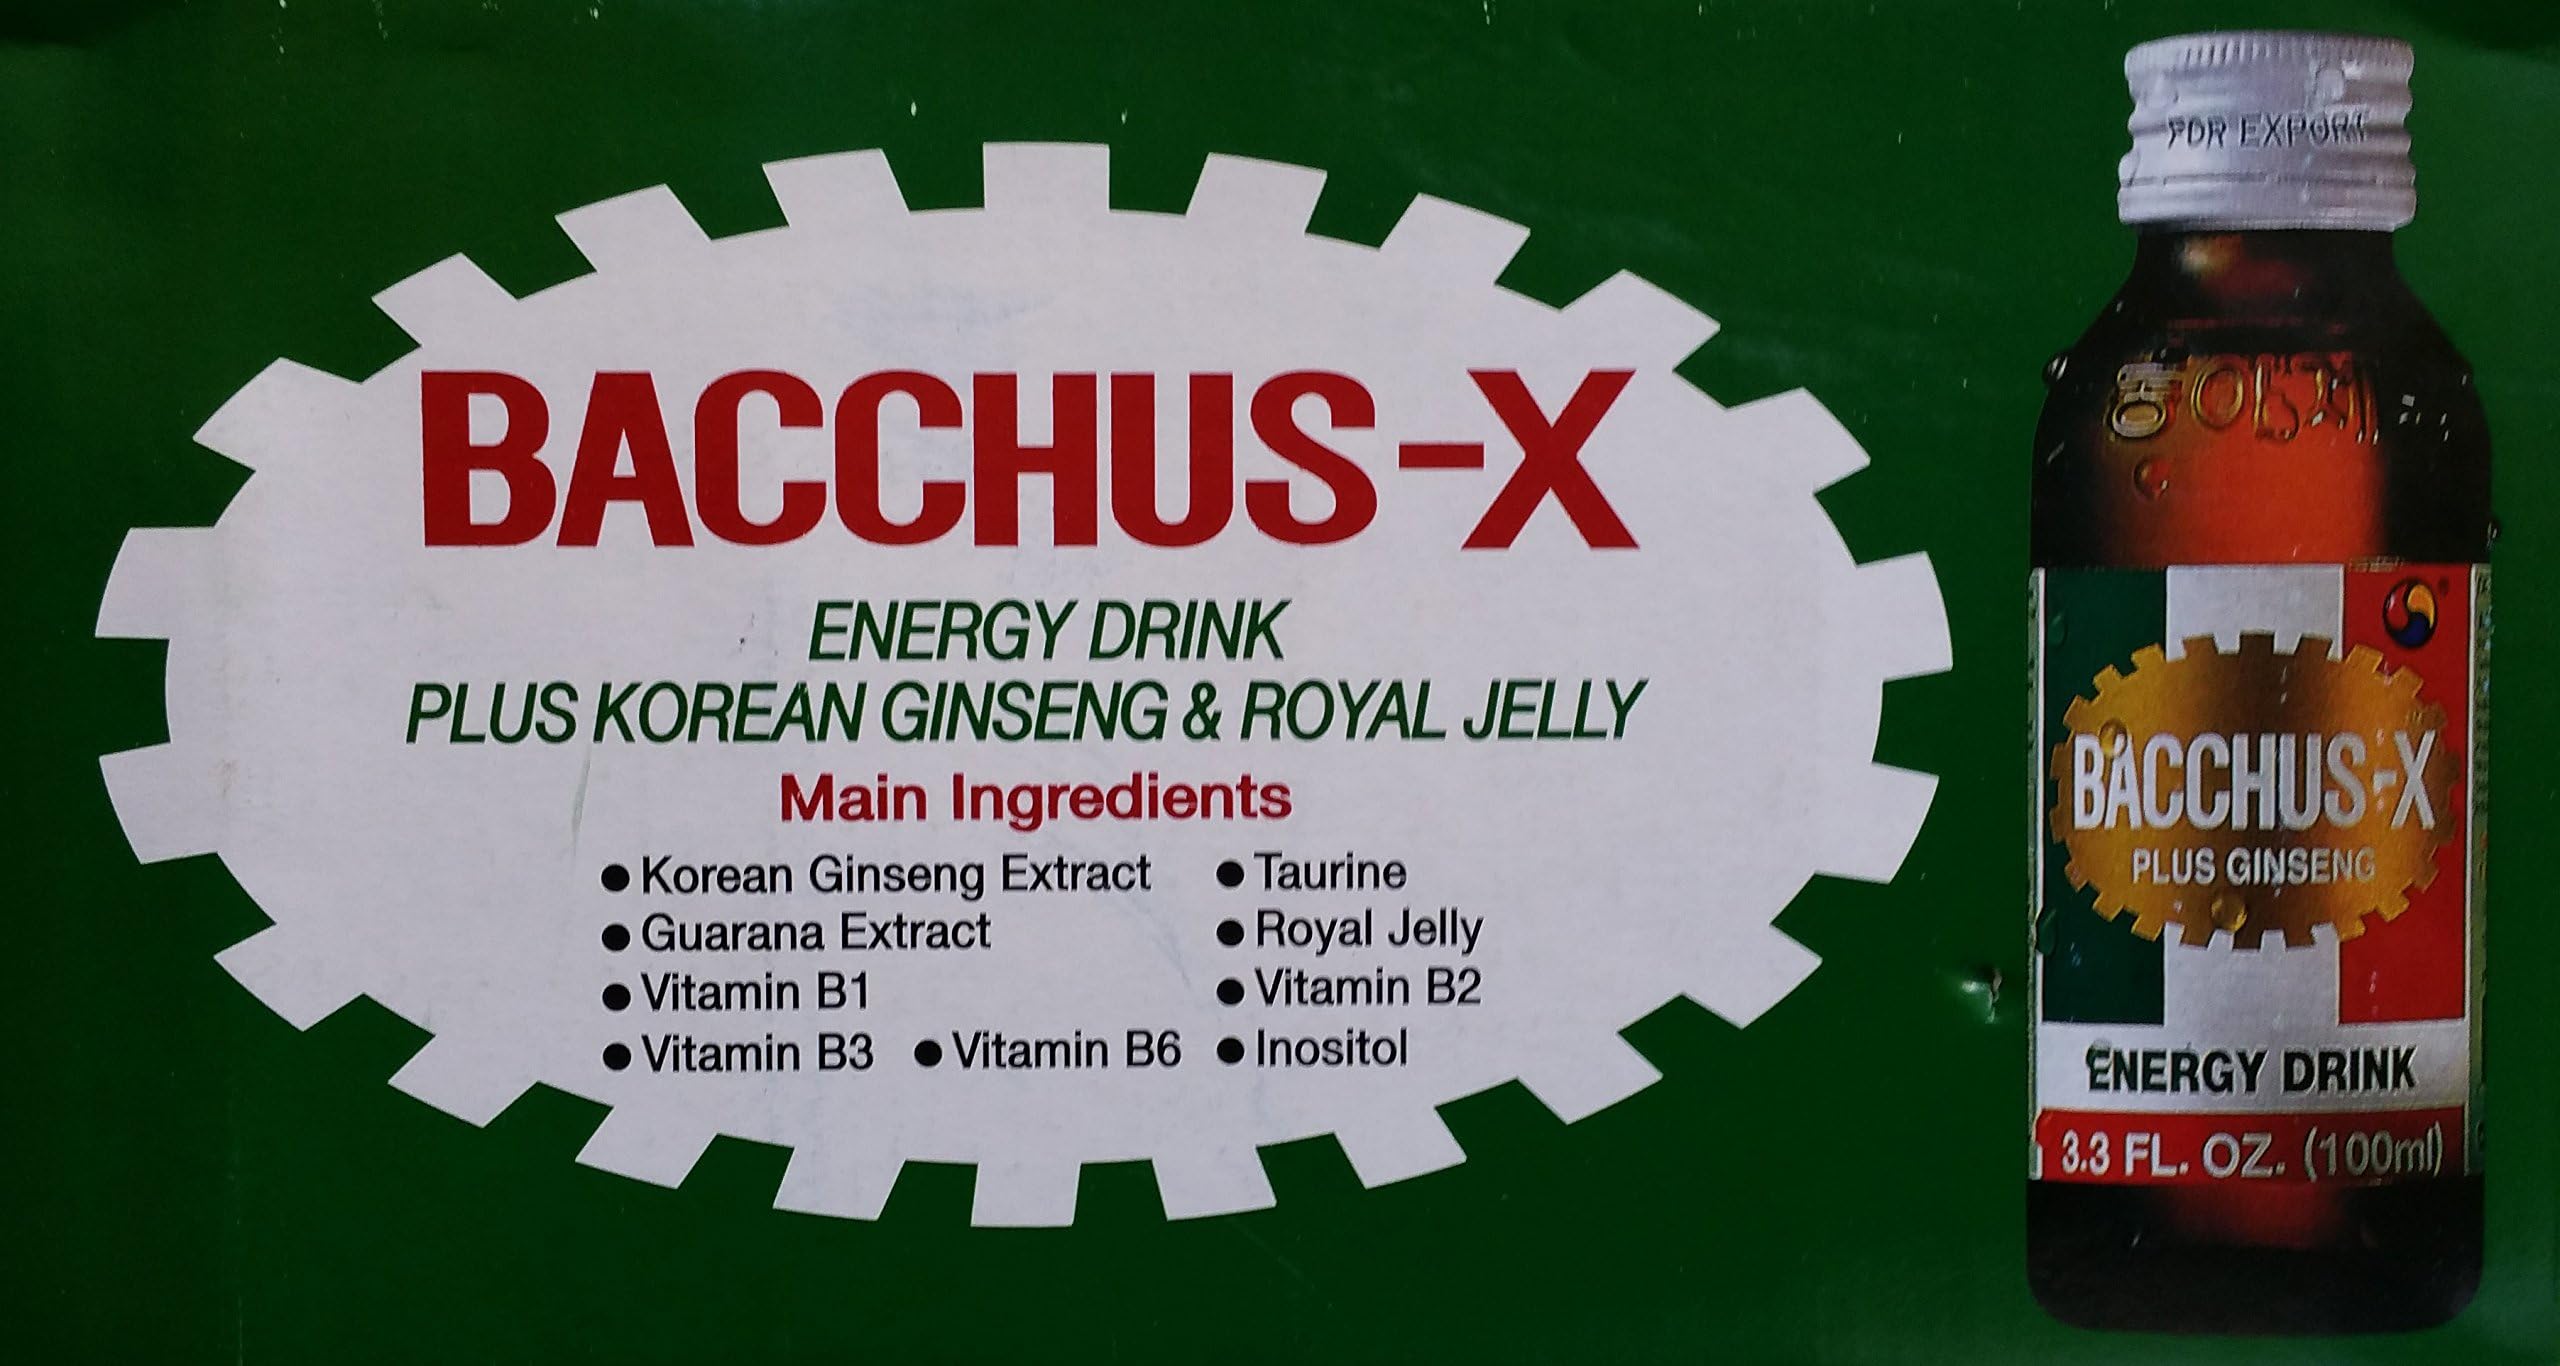 BACCHUS-X
ENERGY DRINK
PLUS KOREAN GINSENG & ROYAL JELLY
Main Ingredients
● Korean Ginseng Extract ● Taurine
● Guarana Extract ● Royal Jelly
● Vitamin B1 ● Vitamin B2
● Vitamin B3 ● Vitamin B6 ● Inositol
FOR EXPORT
®
BACCHUS-X
PLUS GINSENG
ENERGY DRINK
3.3 FL. OZ. (100ml)